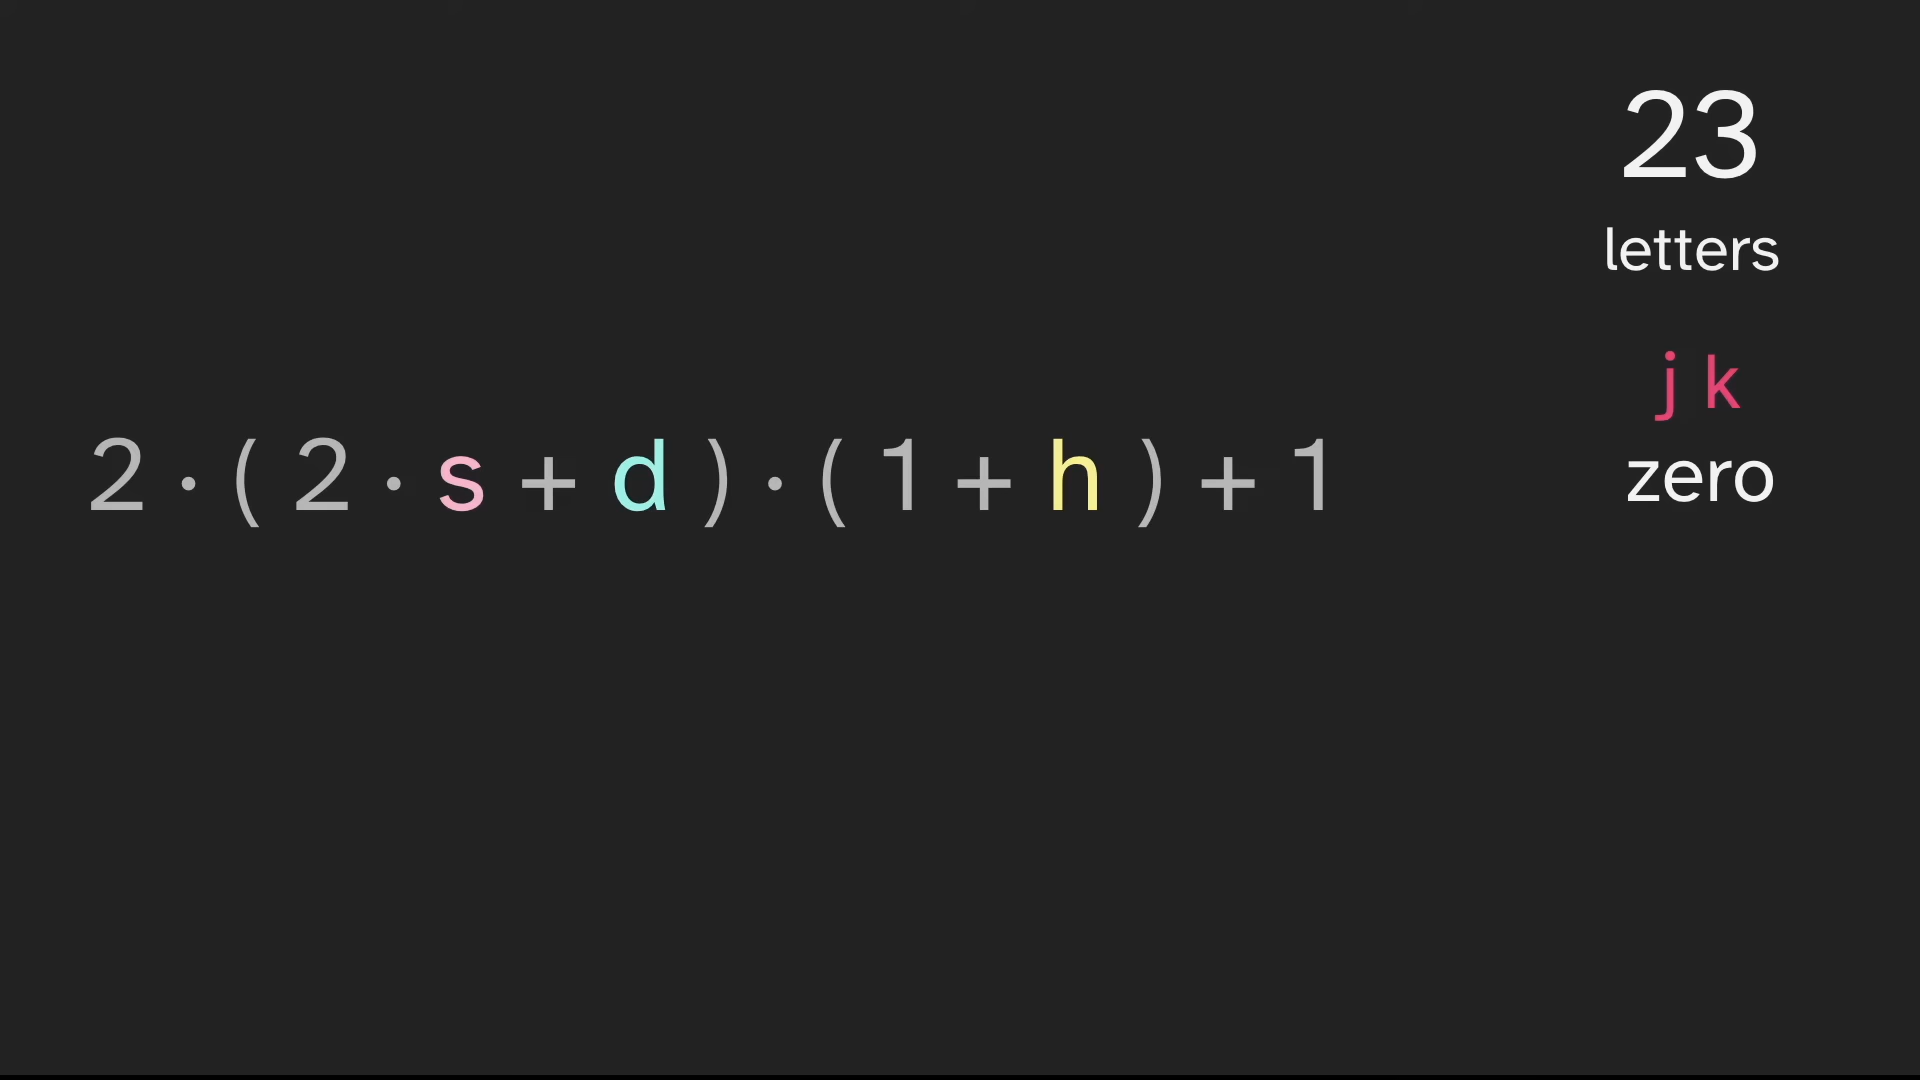 2 · ( 2 · s + d ) · ( 1 + h ) + 1
23
letters
j k
zero